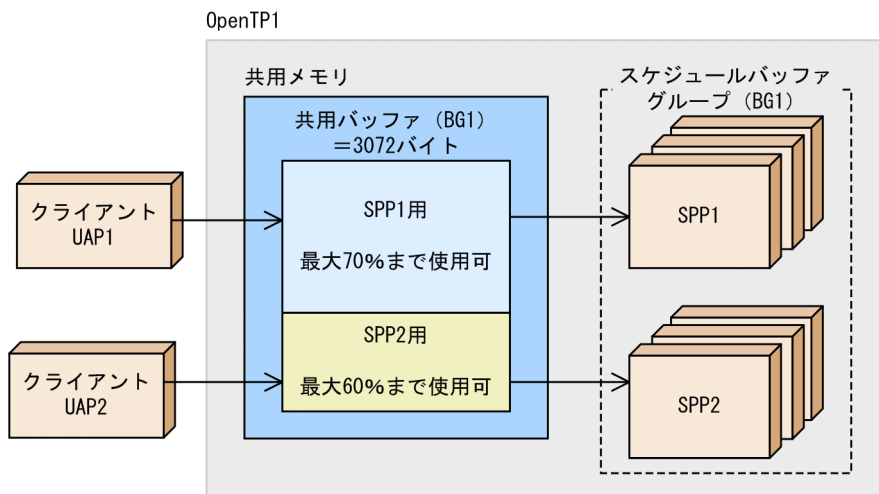 OpenTP1
共用メモリ
スケジュールバッファ
グループ（BG1）
共用バッファ（BG1）
＝3072バイト
クライアント
UAP1
SPP1用
最大70％まで使用可
SPP1
クライアント
UAP2
SPP2用
最大60％まで使用可
SPP2